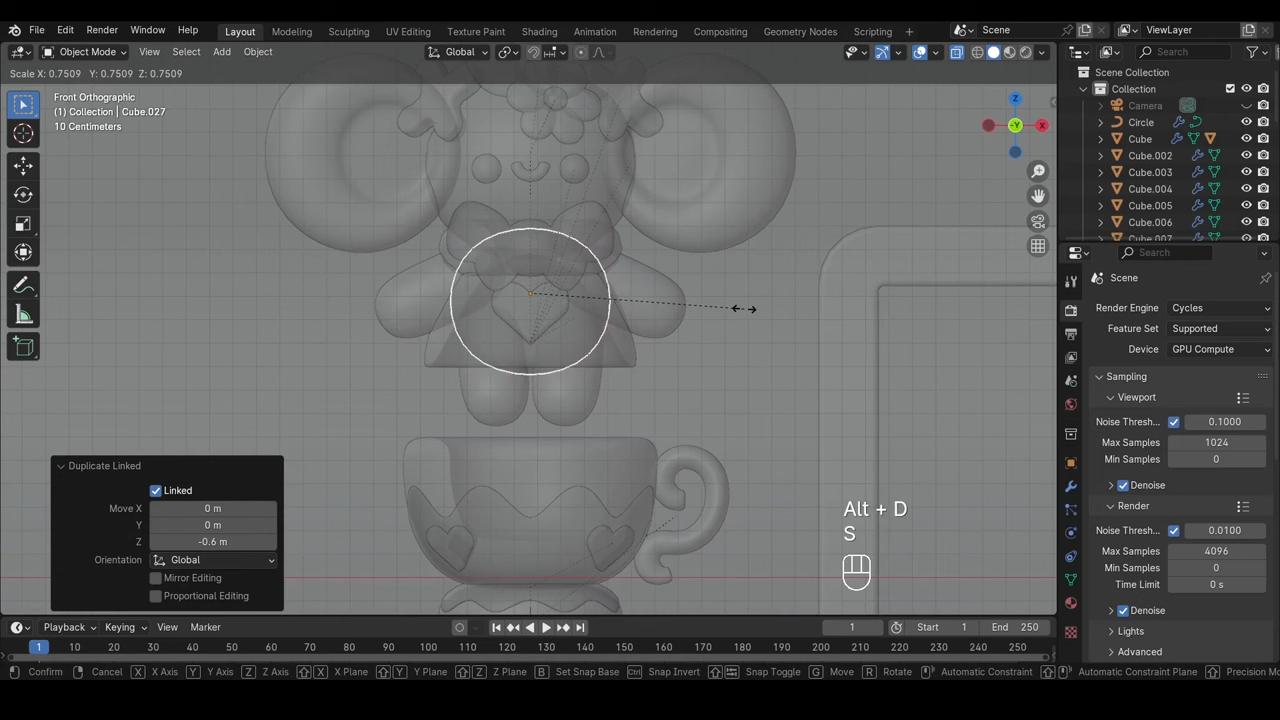 File Edit Render Window Help Layout Modeling Sculpting UV Editing Texture Paint Shading Animation Rendering Compositing Geometry Nodes Scripting Scene ViewLayer
Object Mode View Select Add Object Global Search
Scale X: 0.7509   Y: 0.7509  Z: 0.7509
Scene Collection
Collection
Camera
Circle
Cube
Cube.002
Cube.003
Cube.004
Cube.005
Cube.006
Cube.007
Front Orthographic
(1) Collection | Cube.027
10 Centimeters
Z
-Y
X
Search
Scene
Render Engine Cycles
Feature Set Supported
Device GPU Compute
Sampling
Viewport
Noise Thresh... 0.1000
Max Samples 1024
Min Samples 0
Denoise
Render
Noise Thresh... 0.0100
Max Samples 4096
Min Samples 0
Time Limit 0 s
Denoise
Lights
Advanced
Duplicate Linked
Linked
Move X 0 m
Y 0 m
Z -0.6 m
Orientation Global
Mirror Editing
Proportional Editing
Alt + D
S
Playback Keying View Marker 1 Start 1 End 250
1 10 20 30 40 50 60 70 80 90 100 110 120 130 140 150 160 170 180 190 200 210 220 230 240 250
Confirm Cancel X X Axis Y Y Axis Z Z Axis X X Plane Y Y Plane Z Z Plane B Set Snap Base Ctrl Snap Invert Snap Toggle G Move R Rotate Automatic Constraint Automatic Constraint Plane Precision Mo